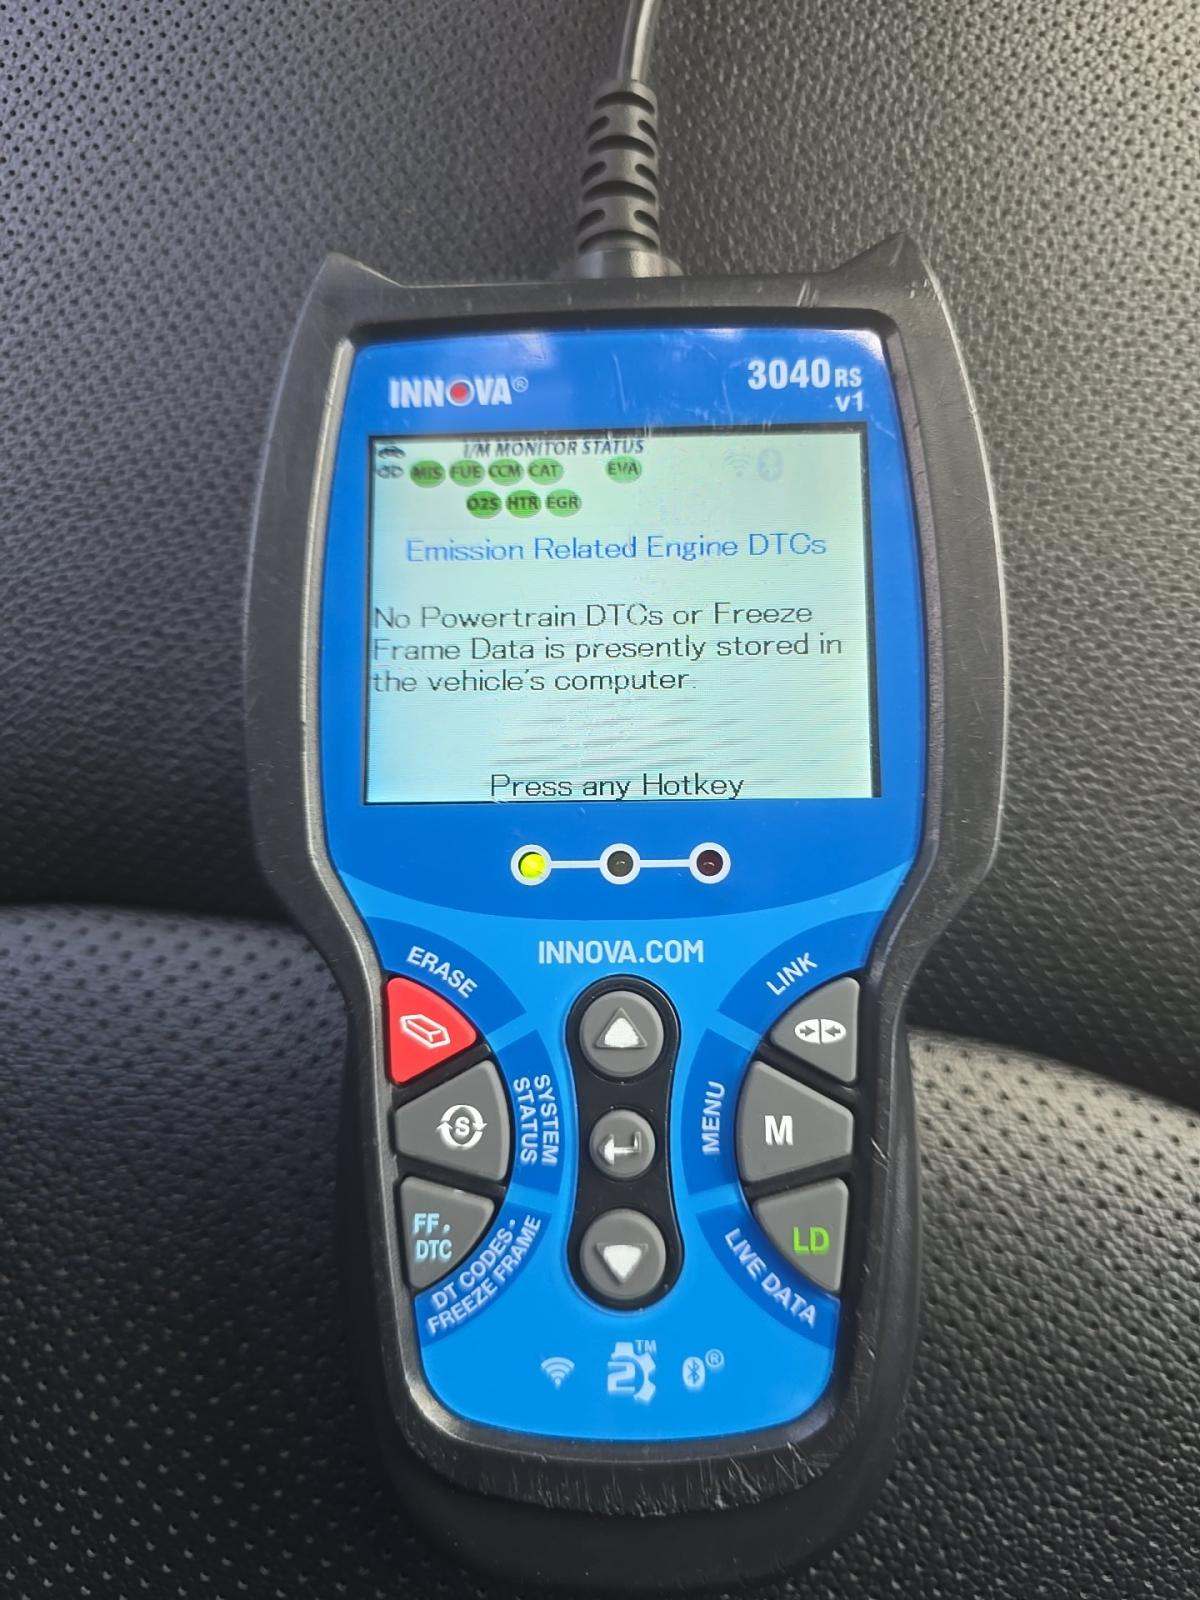 INNOVA®
3040RS
v1
I/M MONITOR STATUS
MIS FUE CCM CAT EVA
O2S HTR EGR
Emission Related Engine DTCs
No Powertrain DTCs or Freeze
Frame Data is presently stored in
the vehicle's computer.
Press any Hotkey
INNOVA.COM
ERASE
LINK
S
SYSTEM
STATUS
MENU
M
FF.
DTC
DT CODES•
FREEZE FRAME
LIVE DATA
LD
2 TM
®